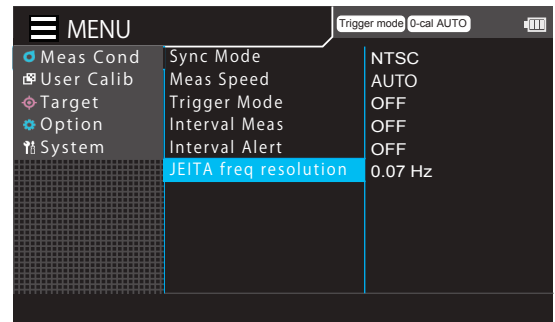 MENU
Trigger mode 0-cal AUTO
Meas Cond Sync Mode NTSC
User Calib Meas Speed AUTO
Target Trigger Mode OFF
Option Interval Meas OFF
System Interval Alert OFF
JEITA freq resolution 0.07 Hz